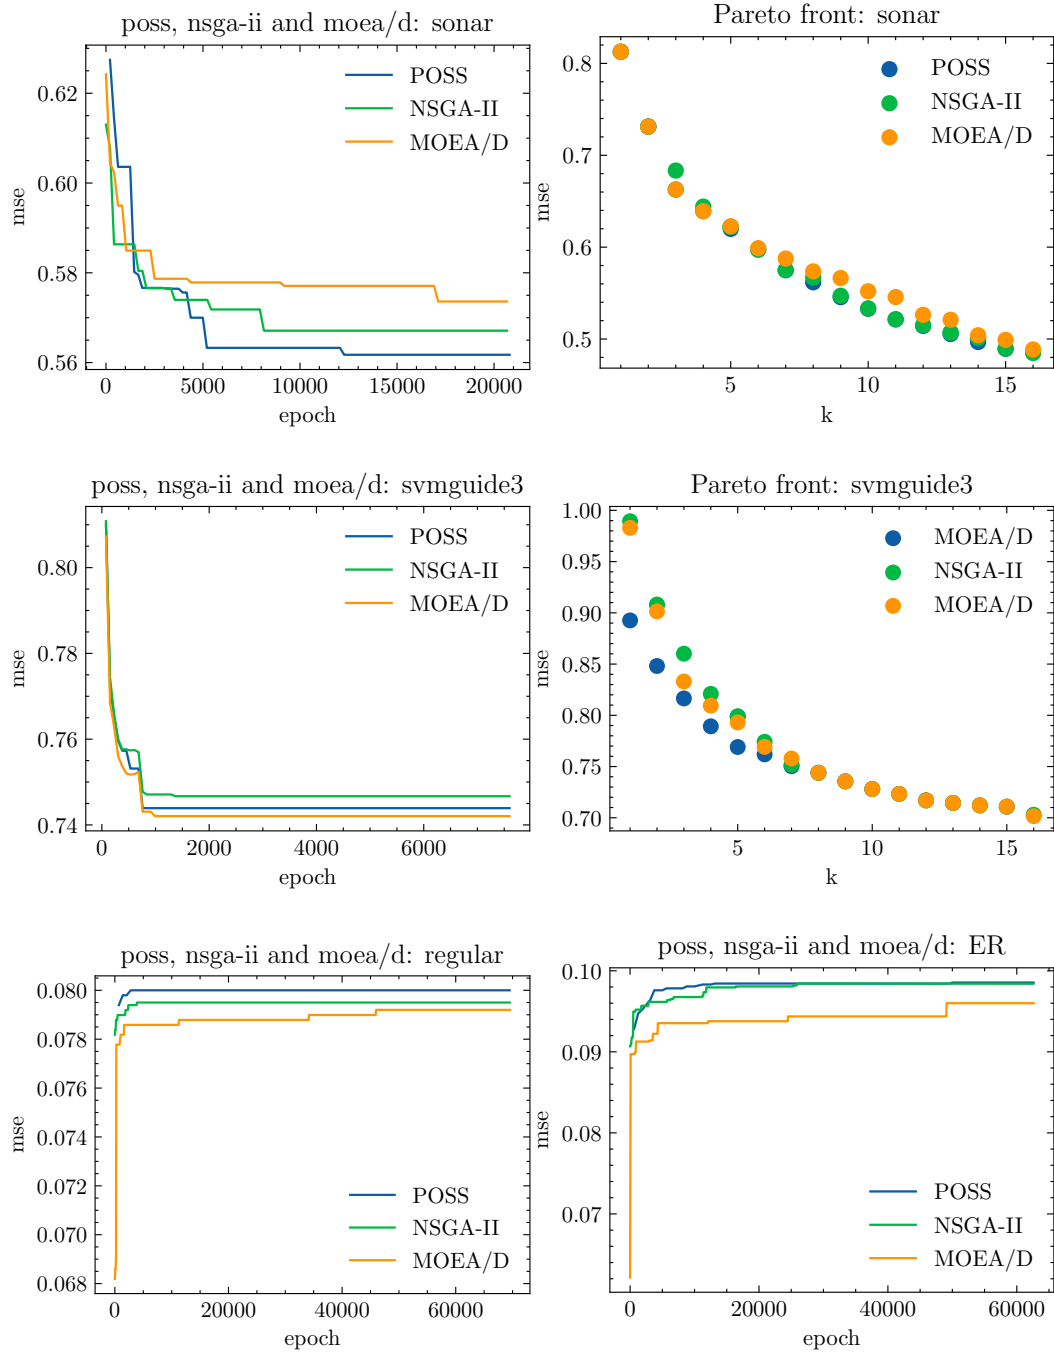 poss, nsga-ii and moea/d: sonar
mse
0.62
0.60
0.58
0.56
POSS
NSGA-II
MOEA/D
0
5000
10000
15000
20000
epoch
Pareto front: sonar
mse
0.8
0.7
0.6
0.5
POSS
NSGA-II
MOEA/D
5
10
15
k
poss, nsga-ii and moea/d: svmguide3
mse
0.80
0.78
0.76
0.74
POSS
NSGA-II
MOEA/D
0
2000
4000
6000
epoch
Pareto front: svmguide3
mse
1.00
0.95
0.90
0.85
0.80
0.75
0.70
MOEA/D
NSGA-II
MOEA/D
5
10
15
k
poss, nsga-ii and moea/d: regular
mse
0.080
0.078
0.076
0.074
0.072
0.070
0.068
POSS
NSGA-II
MOEA/D
0
20000
40000
60000
epoch
poss, nsga-ii and moea/d: ER
mse
0.10
0.09
0.08
0.07
POSS
NSGA-II
MOEA/D
0
20000
40000
60000
epoch